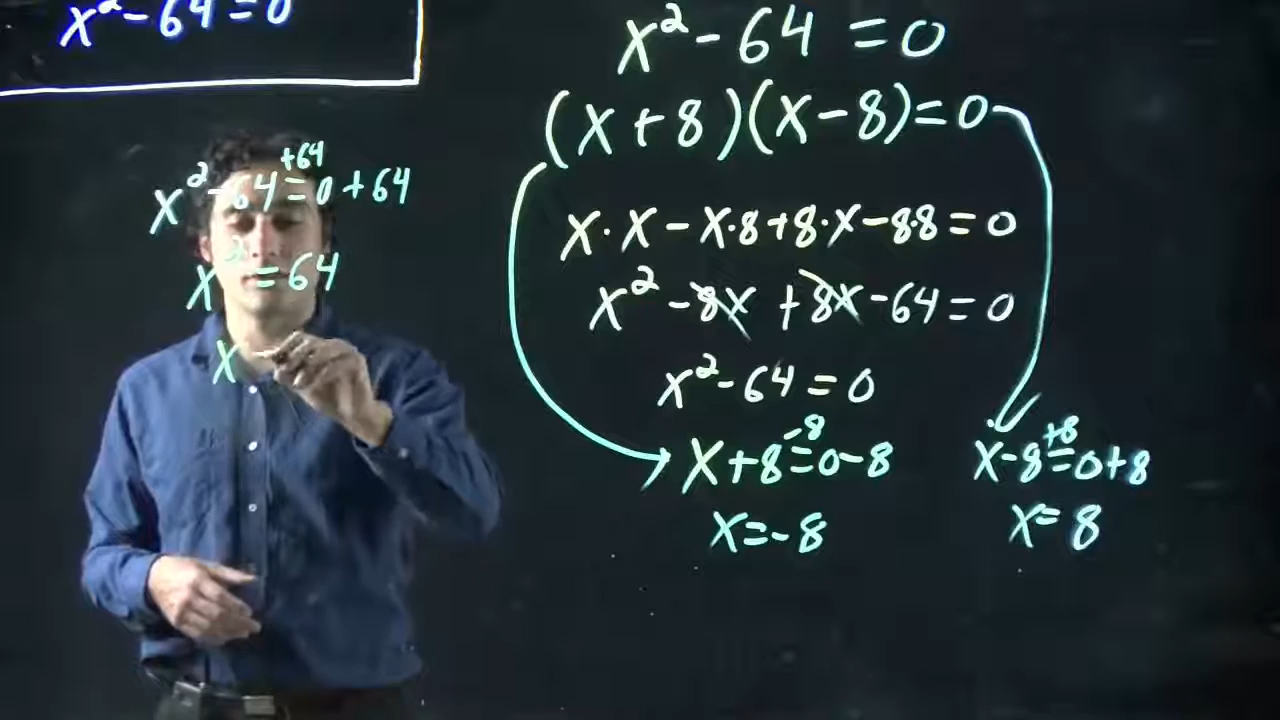 x² - 64 = 0
x² - 64 = 0 + 64
+64
x² = 64
x
x² - 64 = 0
(x + 8)(x - 8) = 0
x · x - x · 8 + 8 · x - 8 · 8 = 0
x² - 8x + 8x - 64 = 0
x² - 64 = 0
-8
x + 8 = 0 - 8
x = -8
+8
x - 8 = 0 + 8
x = 8